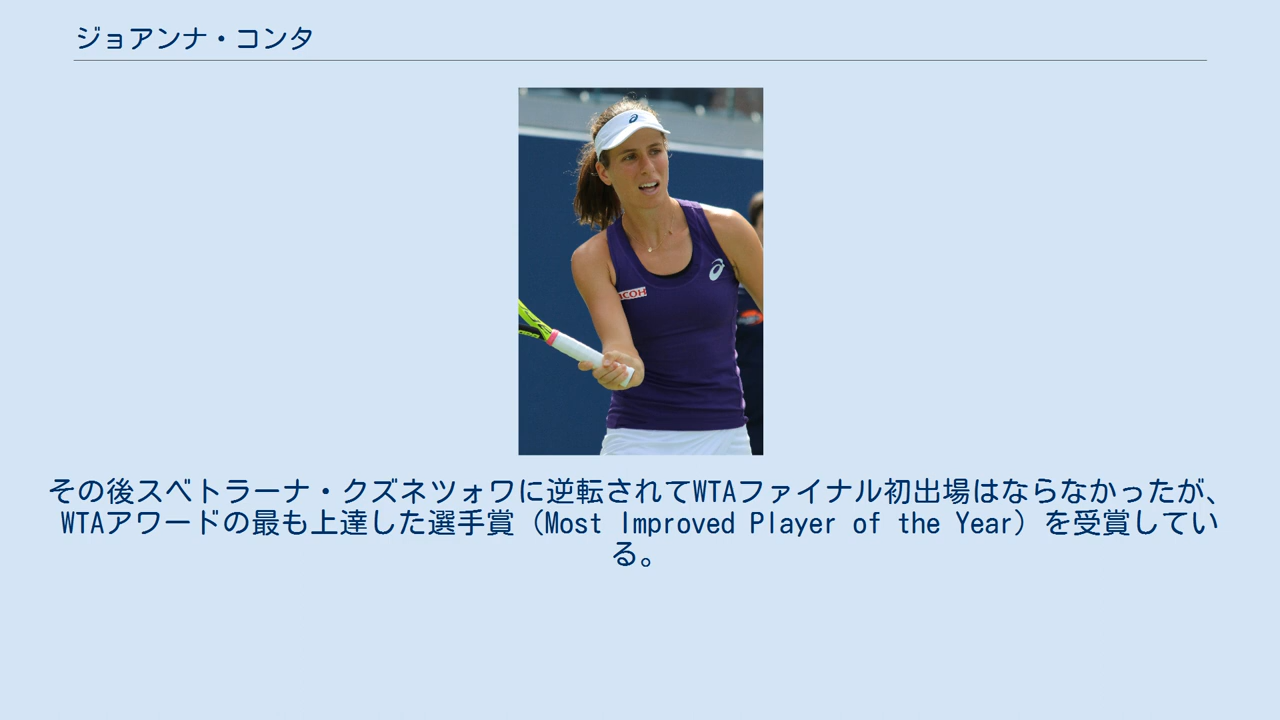 ジョアンナ・コンタ
RICOH
その後スベトラーナ・クズネツォワに逆転されてWTAファイナル初出場はならなかったが、
WTAアワードの最も上達した選手賞（Most Improved Player of the Year）を受賞してい
る。